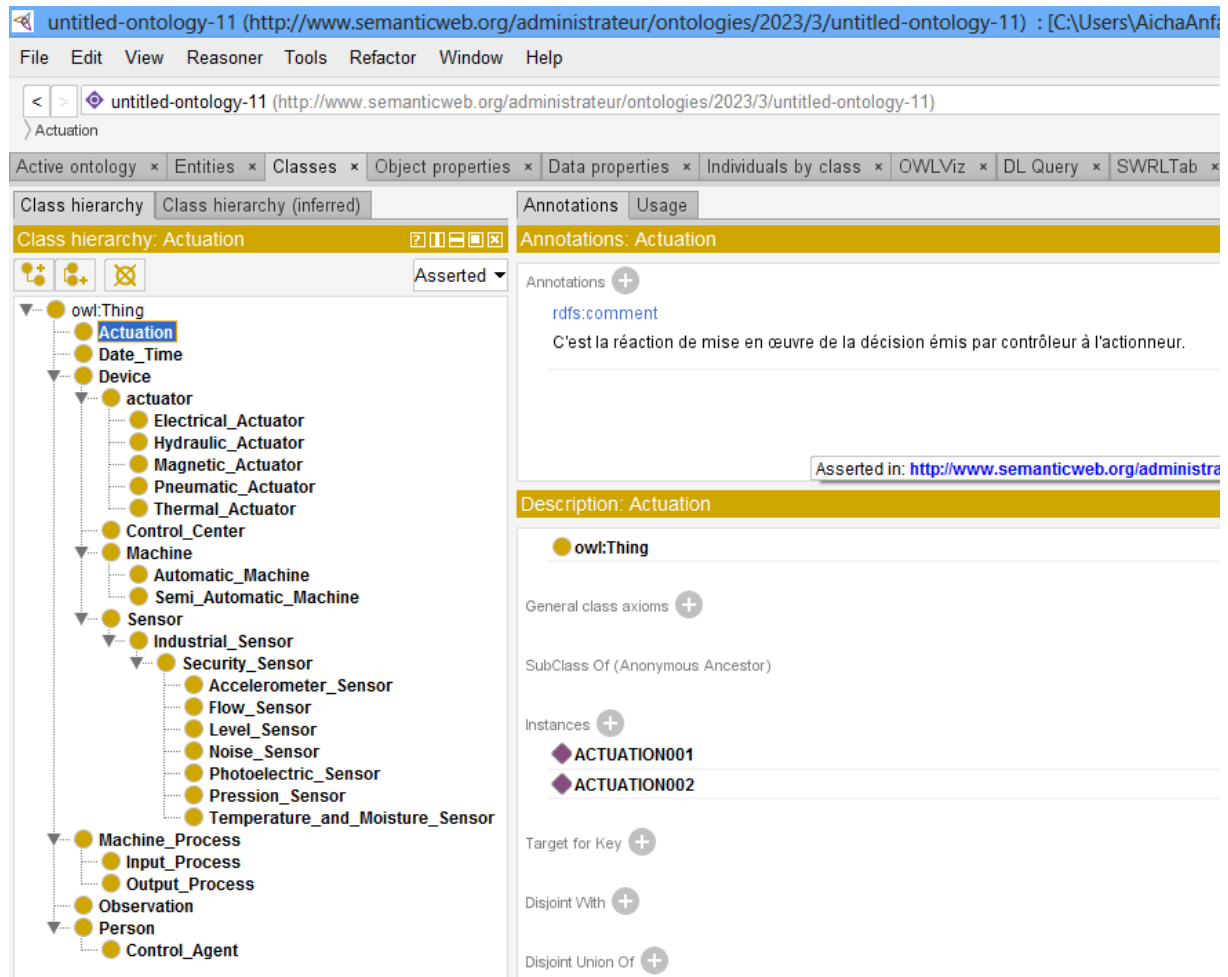 untitled-ontology-11 (http://www.semanticweb.org/administrateur/ontologies/2023/3/untitled-ontology-11) : [C:\Users\AichaAnfa
File Edit View Reasoner Tools Refactor Window Help
< > untitled-ontology-11 (http://www.semanticweb.org/administrateur/ontologies/2023/3/untitled-ontology-11)
Actuation
Active ontology × Entities × Classes × Object properties × Data properties × Individuals by class × OWLViz × DL Query × SWRLTab ×
Class hierarchy Class hierarchy (inferred)
Class hierarchy: Actuation
Asserted
owl:Thing
Actuation
Date_Time
Device
actuator
Electrical_Actuator
Hydraulic_Actuator
Magnetic_Actuator
Pneumatic_Actuator
Thermal_Actuator
Control_Center
Machine
Automatic_Machine
Semi_Automatic_Machine
Sensor
Industrial_Sensor
Security_Sensor
Accelerometer_Sensor
Flow_Sensor
Level_Sensor
Noise_Sensor
Photoelectric_Sensor
Pression_Sensor
Temperature_and_Moisture_Sensor
Machine_Process
Input_Process
Output_Process
Observation
Person
Control_Agent
Annotations Usage
Annotations: Actuation
Annotations
rdfs:comment
C'est la réaction de mise en œuvre de la décision émis par contrôleur à l'actionneur.
Asserted in: http://www.semanticweb.org/administra
Description: Actuation
owl:Thing
General class axioms
SubClass Of (Anonymous Ancestor)
Instances
ACTUATION001
ACTUATION002
Target for Key
Disjoint With
Disjoint Union Of